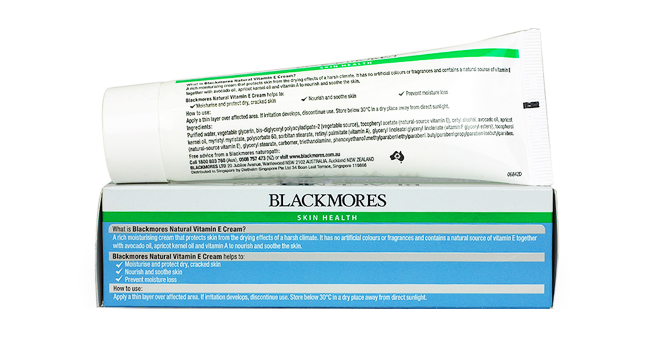 SKIN HEALTH
What is Blackmores Natural Vitamin E Cream?
A rich moisturising cream that protects skin from the drying effects of a harsh climate. It has no artificial colours or fragrances and contains a natural source of vitamin E
together with avocado oil, apricot kernel oil and vitamin A to nourish and soothe the skin.
Blackmores Natural Vitamin E Cream helps to:
✓ Moisturise and protect dry, cracked skin ✓ Nourish and soothe skin ✓ Prevent moisture loss
How to use:
Apply a thin layer over affected area. If irritation develops, discontinue use. Store below 30°C in a dry place away from direct sunlight.
Ingredients:
Purified water, vegetable glycerin, bis-diglyceryl polyacyladipate-2 (vegetable source), tocopheryl acetate (natural-source vitamin E), cetyl alcohol, avocado oil, apricot
kernel oil, myristyl myristate, polysorbate 60, sorbitan stearate, retinyl palmitate (vitamin A), glyceryl linoleate glyceryl linolenate (vitamin F glyceryl esters), tocopherol
(natural-source vitamin E), glyceryl stearate, carbomer, triethanolamine,
Free advice from a Blackmores naturopath:
Call 1800 803 760 (Aus), 0508 757 473 (NZ) or visit www.blackmores.com.au
BLACKMORES LTD 20 Jubilee Avenue, Warriewood NSW 2102 AUSTRALIA. Auckland NEW ZEALAND
Distributed in Singapore by Diethelm Singapore Pte Ltd 34 Boon Leat Terrace, Singapore 119866
BLACKMORES
SKIN HEALTH
What is Blackmores Natural Vitamin E Cream?
A rich moisturising cream that protects skin from the drying effects of a harsh climate. It has no artificial colours or fragrances and contains a natural source of vitamin E together
with avocado oil, apricot kernel oil and vitamin A to nourish and soothe the skin.
Blackmores Natural Vitamin E Cream helps to:
✓ Moisturise and protect dry, cracked skin
✓ Nourish and soothe skin
✓ Prevent moisture loss
How to use:
Apply a thin layer over affected area. If irritation develops, discontinue use. Store below 30°C in a dry place away from direct sunlight.